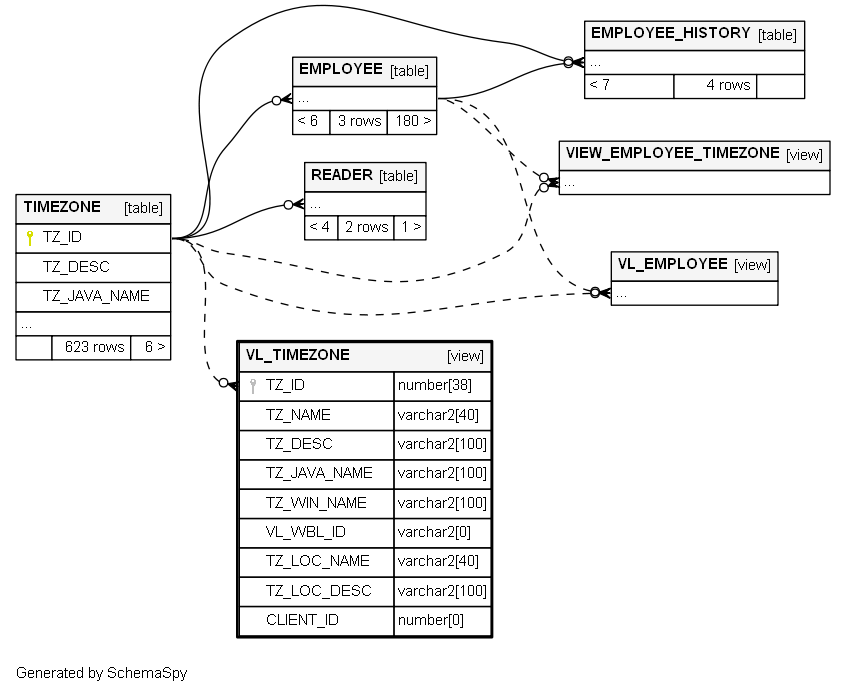 EMPLOYEE_HISTORY [table]
...
< 7 4 rows
EMPLOYEE [table]
...
< 6 3 rows 180 >
VIEW_EMPLOYEE_TIMEZONE [view]
...
READER [table]
...
< 4 2 rows 1 >
TIMEZONE [table]
TZ_ID
TZ_DESC
TZ_JAVA_NAME
...
623 rows 6 >
VL_EMPLOYEE [view]
...
VL_TIMEZONE [view]
TZ_ID number[38]
TZ_NAME varchar2[40]
TZ_DESC varchar2[100]
TZ_JAVA_NAME varchar2[100]
TZ_WIN_NAME varchar2[100]
VL_WBL_ID varchar2[0]
TZ_LOC_NAME varchar2[40]
TZ_LOC_DESC varchar2[100]
CLIENT_ID number[0]
Generated by SchemaSpy